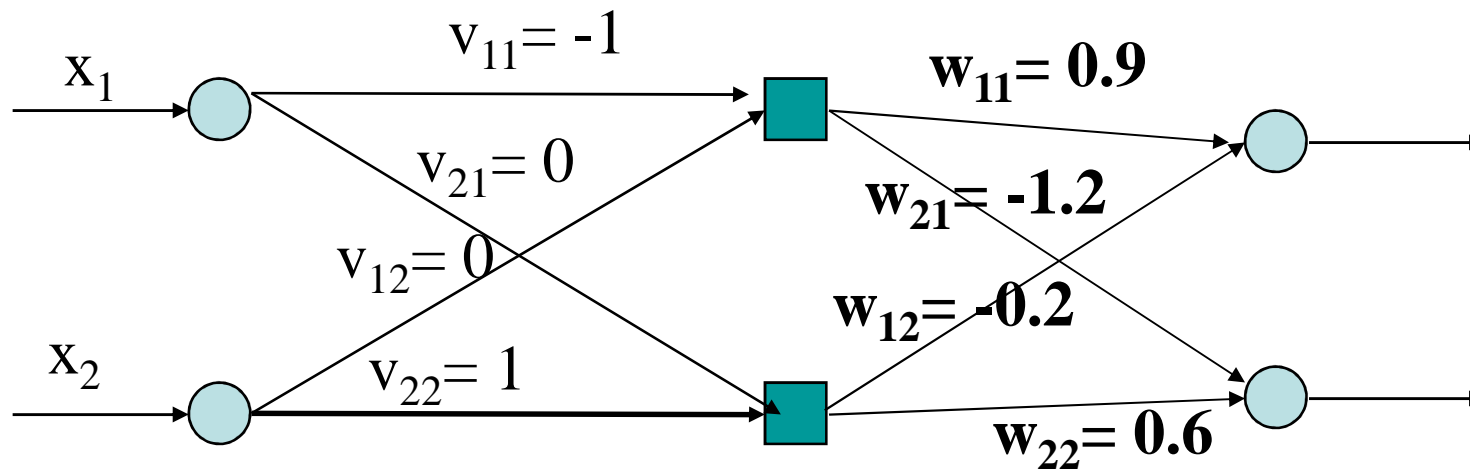 v11= -1
x1
w11= 0.9
v21= 0
w21= -1.2
v12= 0
w12= -0.2
x2
v22= 1
w22= 0.6